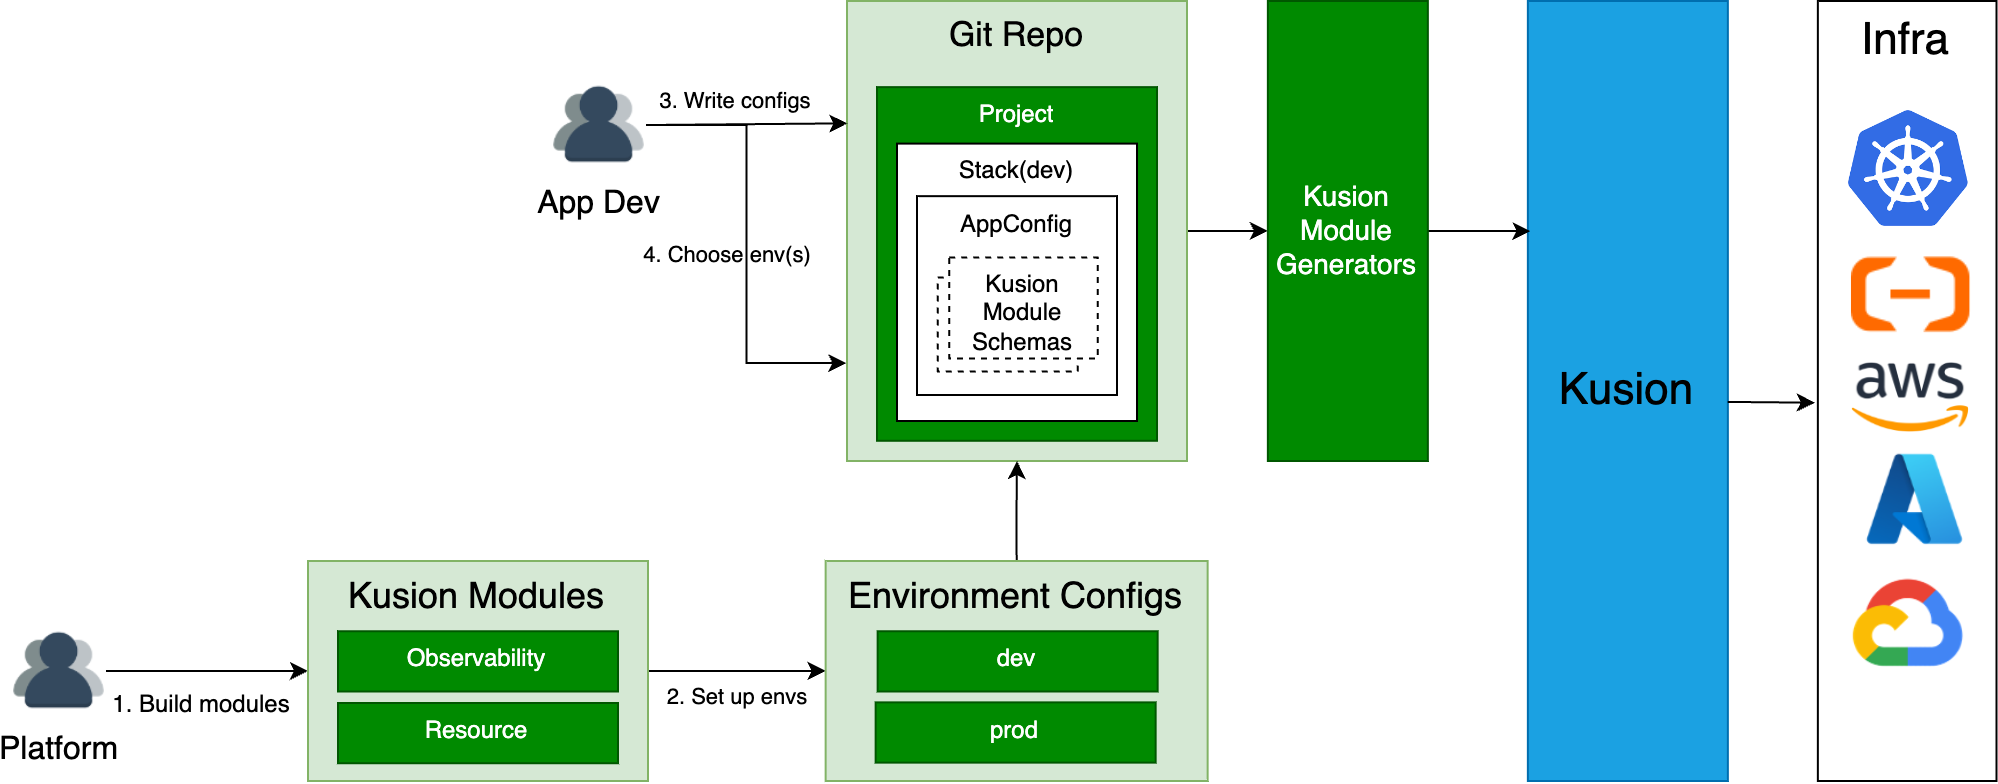 Git Repo
Project
Stack(dev)
AppConfig
Kusion
Module
Schemas
3. Write configs
App Dev
4. Choose env(s)
Kusion
Module
Generators
Kusion
Infra
aws
Kusion Modules
Observability
Resource
Environment Configs
dev
prod
1. Build modules
2. Set up envs
Platform